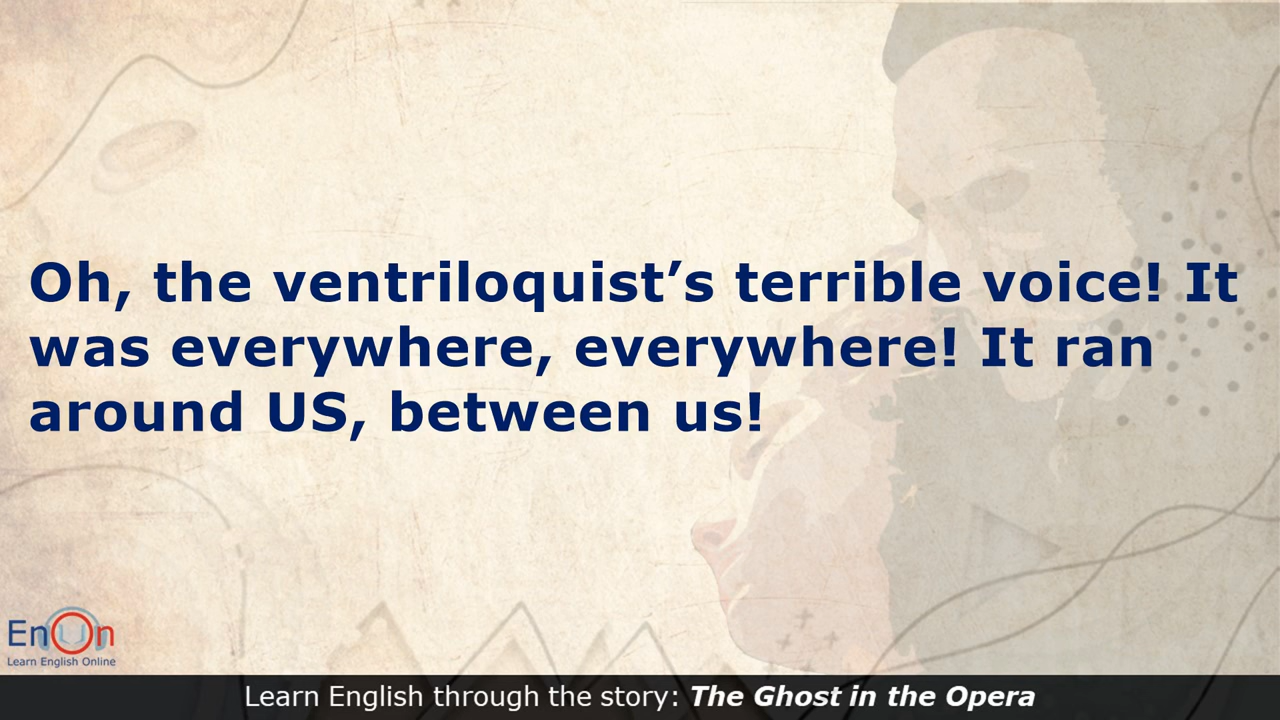 Oh, the ventriloquist’s terrible voice! It
was everywhere, everywhere! It ran
around US, between us!
EnOn
Learn English Online
Learn English through the story: The Ghost in the Opera